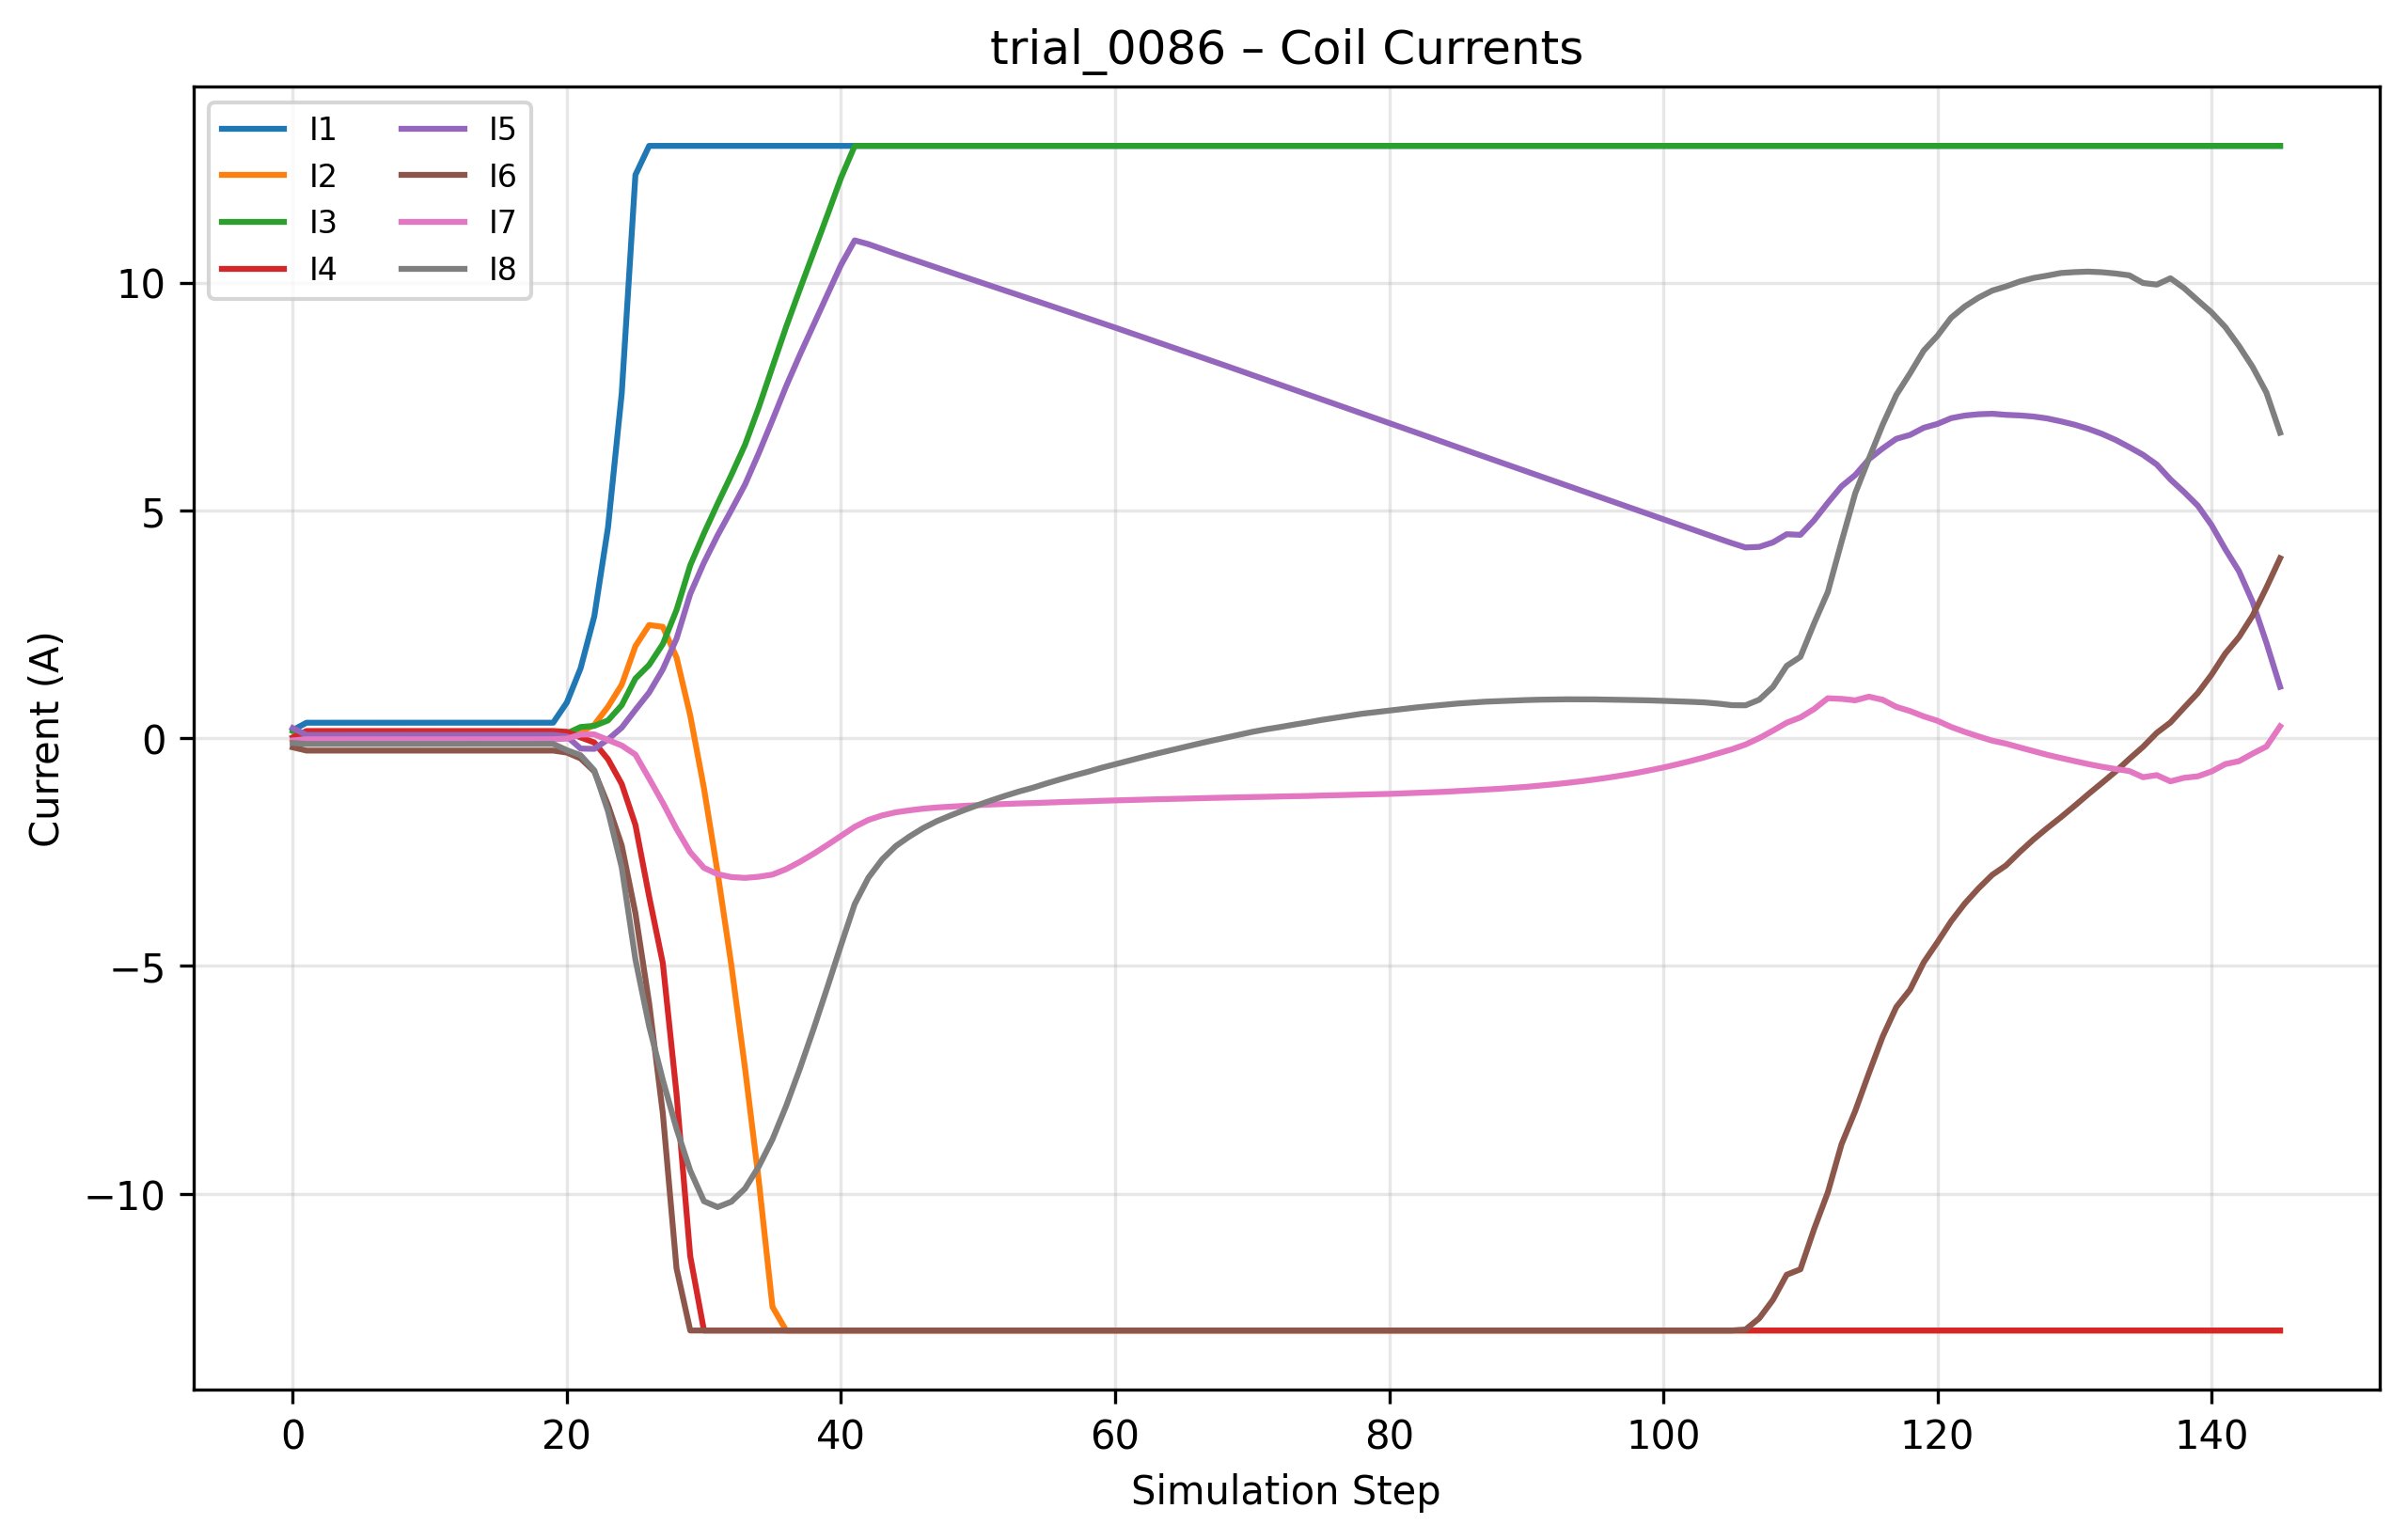 trial_0086 – Coil Currents
I1
I2
I3
I4
I5
I6
I7
I8
Current (A)
10
5
0
−5
−10
0
20
40
60
80
100
120
140
Simulation Step